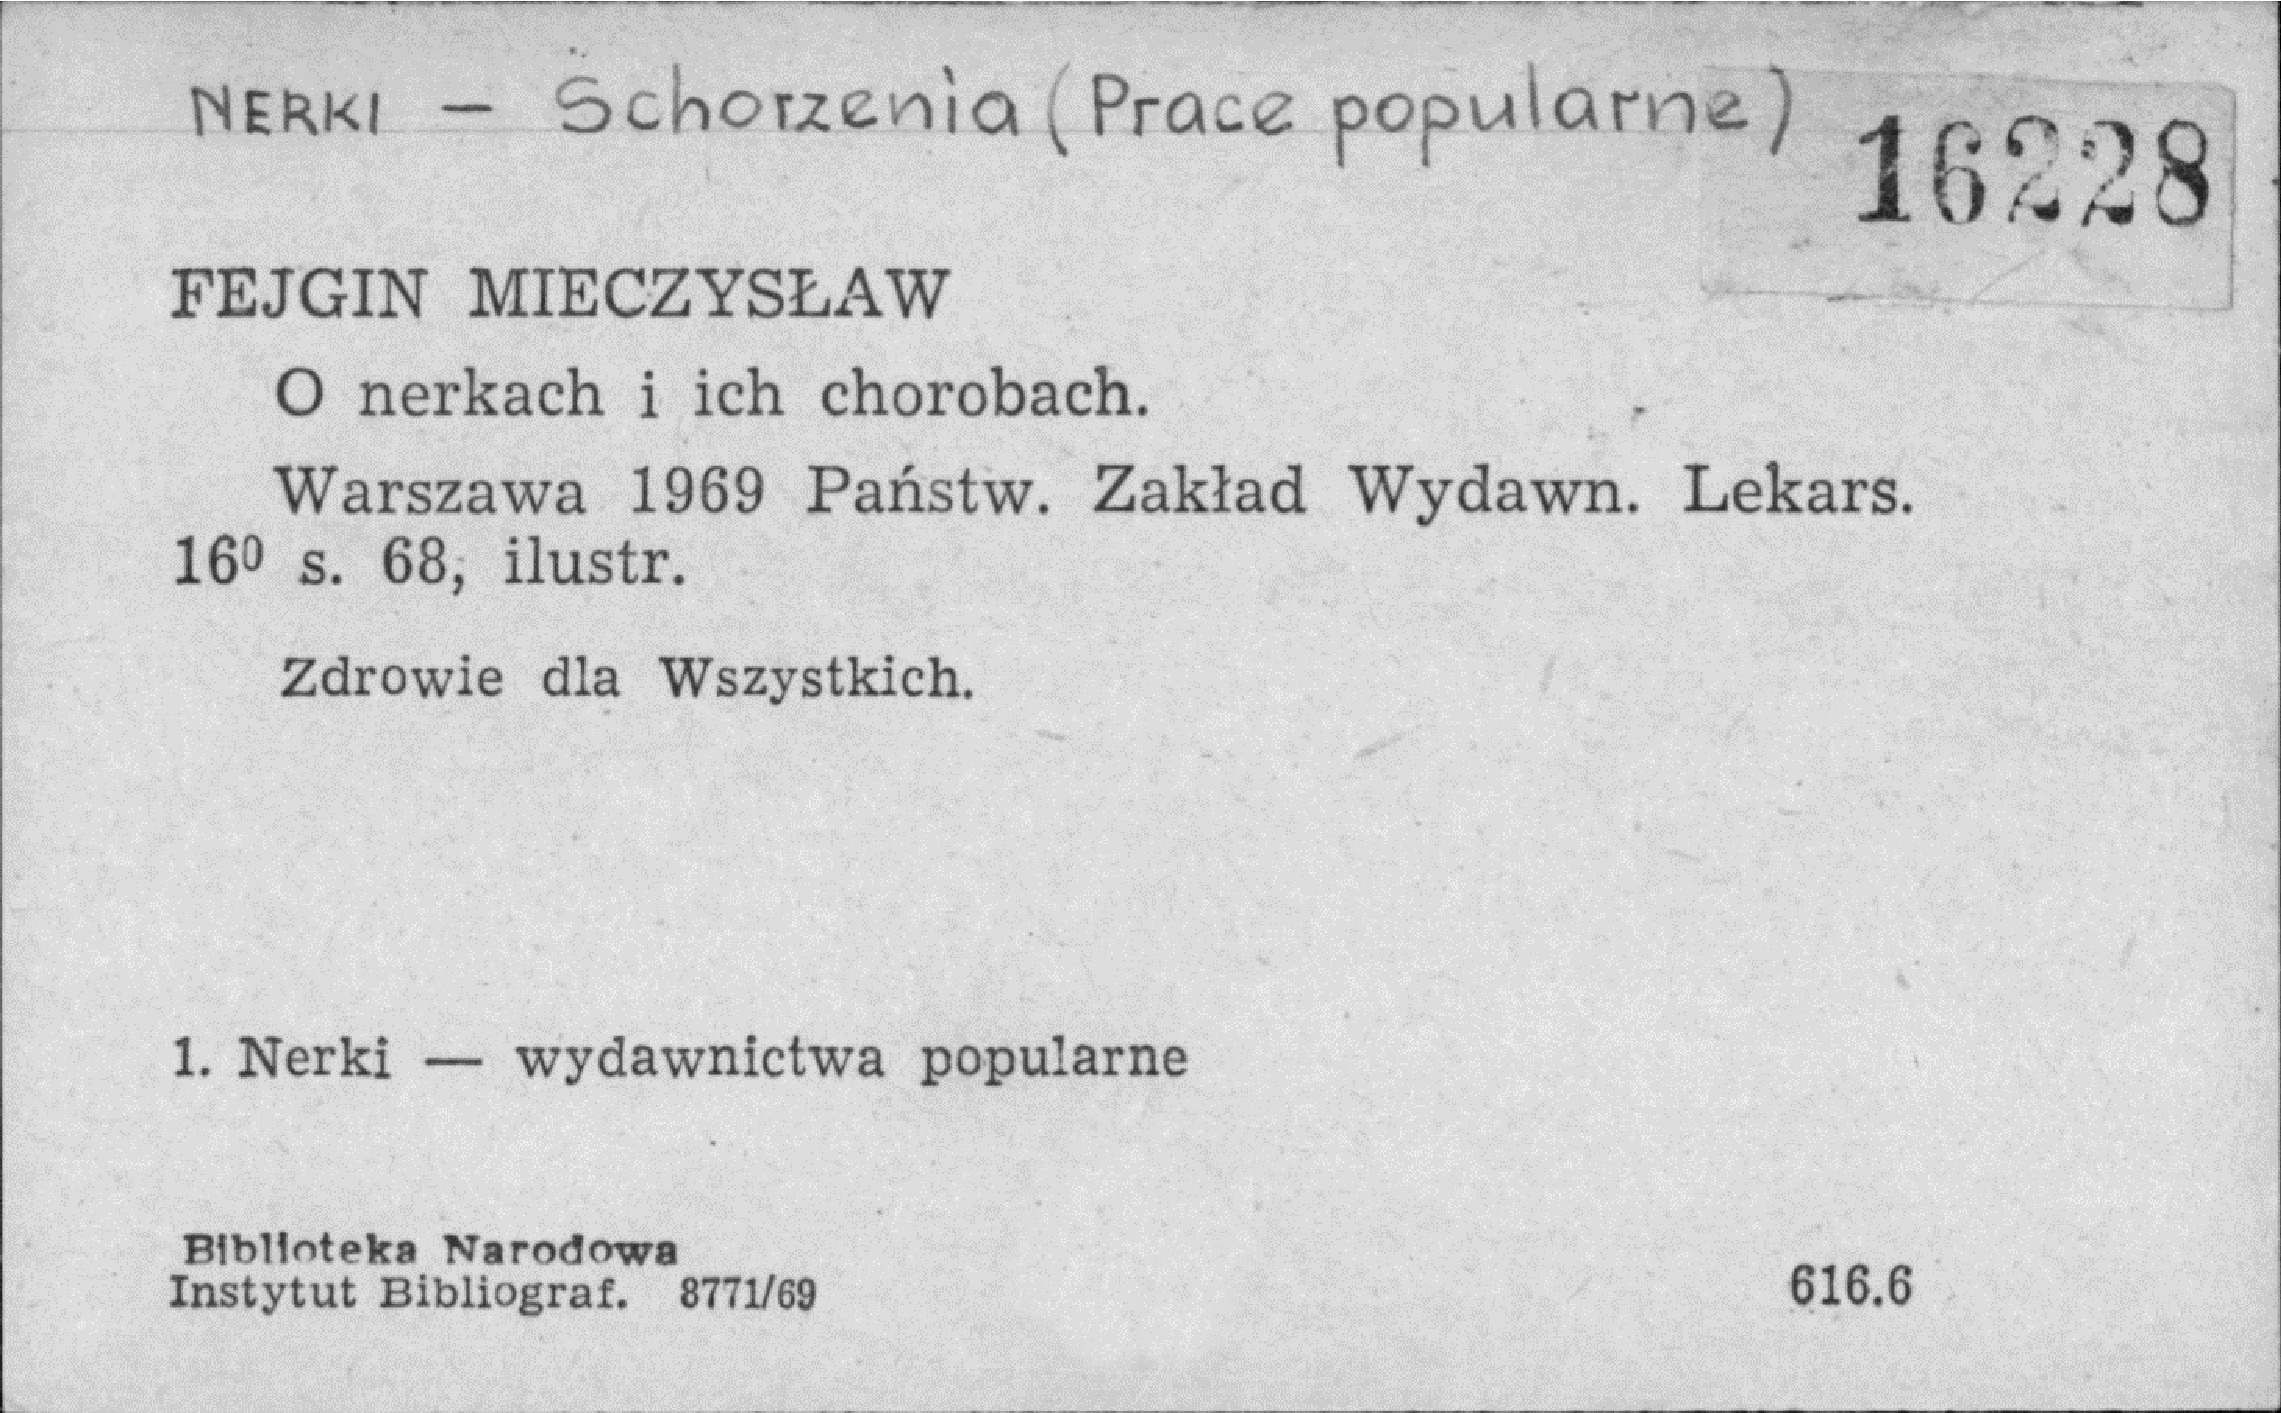 NERKI – Schorzenia (Prace popularne)
16228
FEJGIN MIECZYSŁAW
O nerkach i ich chorobach.
Warszawa 1969 Państw. Zakład Wydawn. Lekars.
16⁰ s. 68, ilustr.
Zdrowie dla Wszystkich.
1. Nerki — wydawnictwa popularne
Biblioteka Narodowa
Instytut Bibliograf. 8771/69
616.6